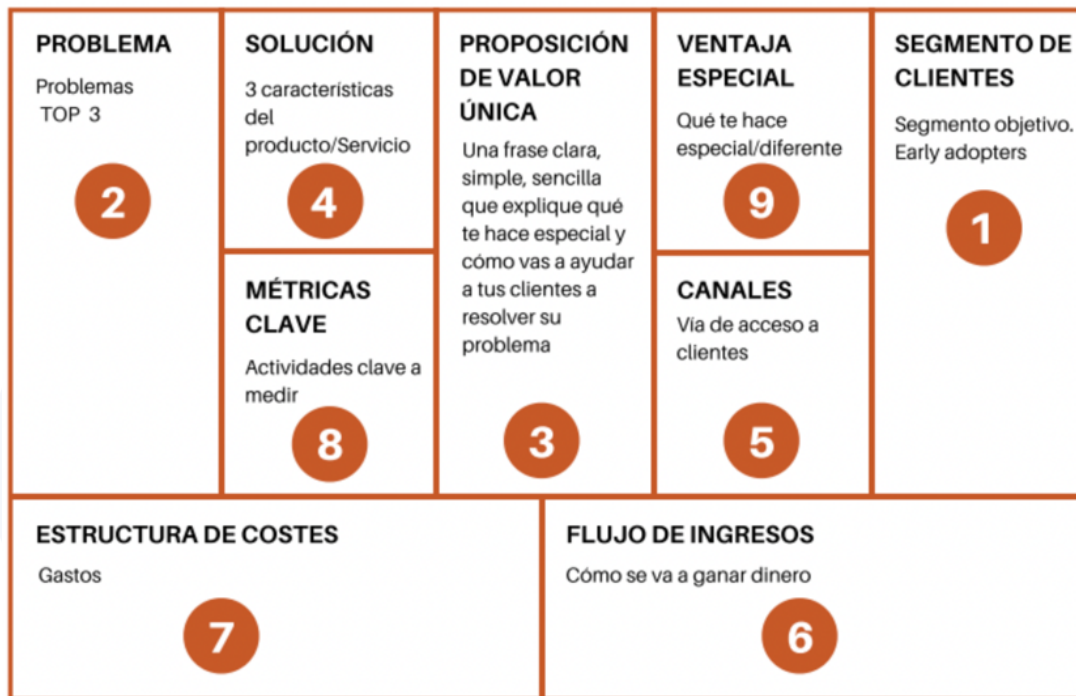 PROBLEMA
Problemas
TOP 3
2
SOLUCIÓN
3 características
del
producto/Servicio
4
MÉTRICAS
CLAVE
Actividades clave a
medir
8
PROPOSICIÓN
DE VALOR
ÚNICA
Una frase clara,
simple, sencilla
que explique qué
te hace especial y
cómo vas a ayudar
a tus clientes a
resolver su
problema
3
VENTAJA
ESPECIAL
Qué te hace
especial/diferente
9
CANALES
Vía de acceso a
clientes
5
SEGMENTO DE
CLIENTES
Segmento objetivo.
Early adopters
1
ESTRUCTURA DE COSTES
Gastos
7
FLUJO DE INGRESOS
Cómo se va a ganar dinero
6